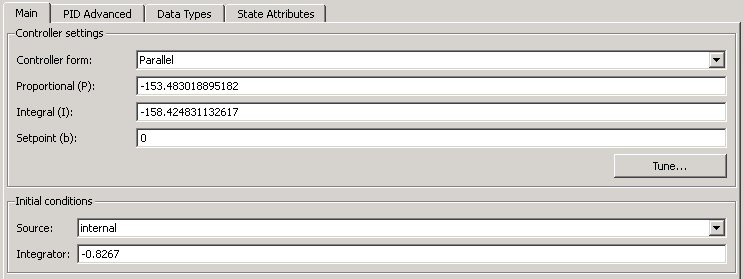 Main PID Advanced Data Types State Attributes
Controller settings
Controller form: Parallel
Proportional (P): -153.483018895182
Integral (I): -158.424831132617
Setpoint (b): 0
Tune...
Initial conditions
Source: internal
Integrator: -0.8267